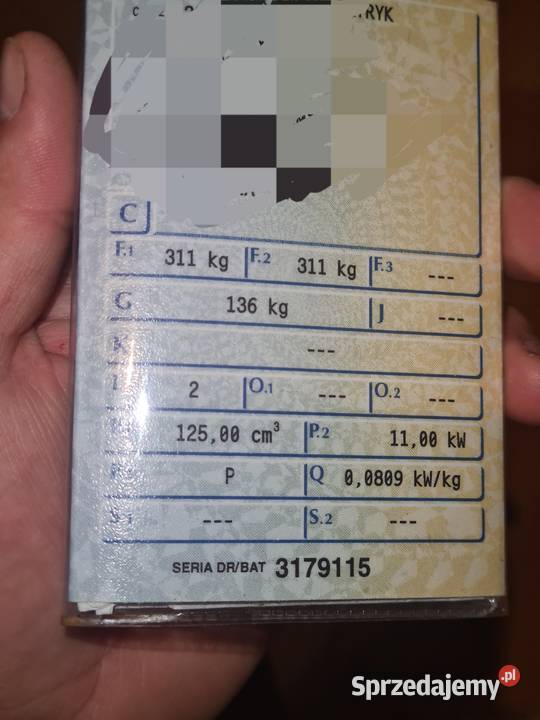 RYK
C
F.1 311 kg F.2 311 kg F.3 ---
G 136 kg J ---
K ---
2 O.1 --- O.2 ---
125,00 cm³ P.2 11,00 kW
P Q 0,0809 kW/kg
--- S.2 ---
SERIA DR/BAT 3179115
Sprzedajemy.pl